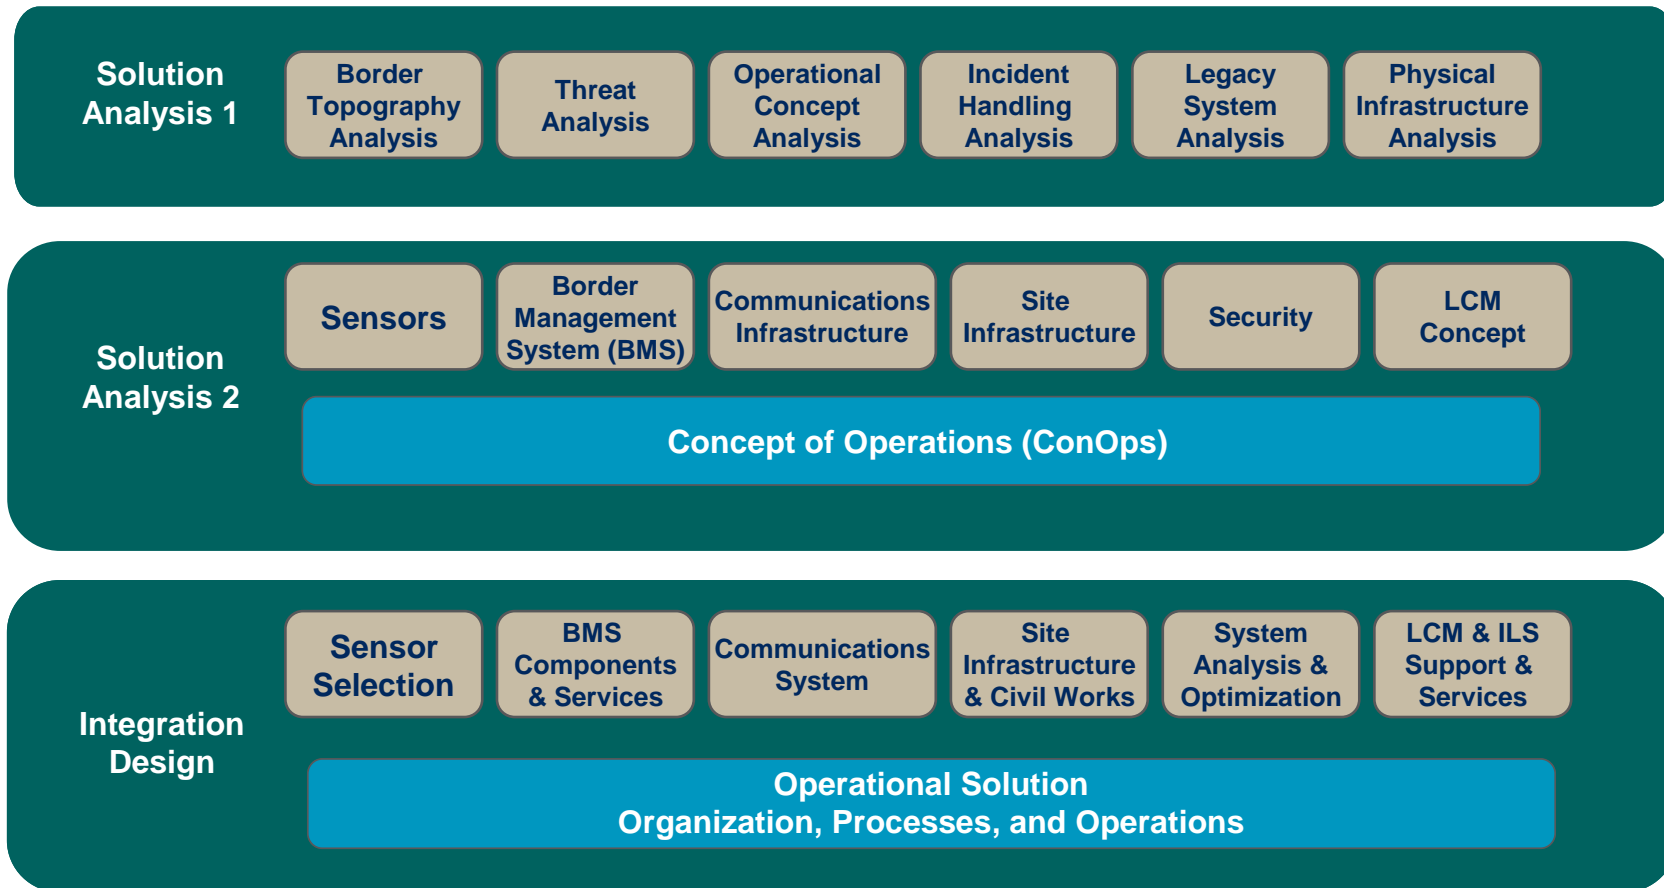 Solution
Analysis 1
Border
Topography
Analysis
Threat
Analysis
Operational
Concept
Analysis
Incident
Handling
Analysis
Legacy
System
Analysis
Physical
Infrastructure
Analysis
Solution
Analysis 2
Sensors
Border
Management
System (BMS)
Communications
Infrastructure
Site
Infrastructure
Security
LCM
Concept
Concept of Operations (ConOps)
Integration
Design
Sensor
Selection
BMS
Components
& Services
Communications
System
Site
Infrastructure
& Civil Works
System
Analysis &
Optimization
LCM & ILS
Support &
Services
Operational Solution
Organization, Processes, and Operations